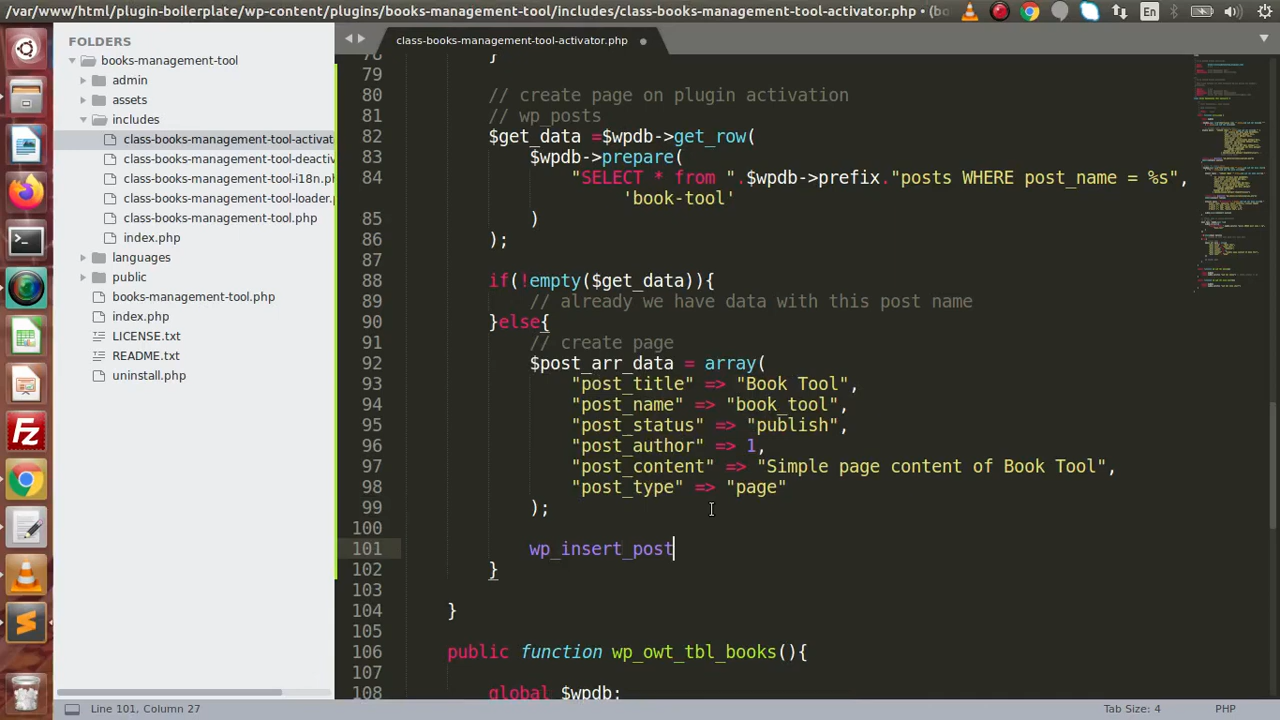 /var/www/html/plugin-boilerplate/wp-content/plugins/books-management-tool/includes/class-books-management-tool-activator.php • (bo
En
FOLDERS
books-management-tool
admin
assets
includes
class-books-management-tool-activat
class-books-management-tool-deactiv
class-books-management-tool-i18n.ph
class-books-management-tool-loader.
class-books-management-tool.php
index.php
languages
public
books-management-tool.php
index.php
LICENSE.txt
README.txt
uninstall.php
class-books-management-tool-activator.php
78 }
79
80 // create page on plugin activation
81 // wp_posts
82 $get_data =$wpdb->get_row(
83 $wpdb->prepare(
84 "SELECT * from ".$wpdb->prefix."posts WHERE post_name = %s",
'book-tool'
85 )
86 );
87
88 if(!empty($get_data)){
89 // already we have data with this post name
90 }else{
91 // create page
92 $post_arr_data = array(
93 "post_title" => "Book Tool",
94 "post_name" => "book_tool",
95 "post_status" => "publish",
96 "post_author" => 1,
97 "post_content" => "Simple page content of Book Tool",
98 "post_type" => "page"
99 );
100
101 wp_insert_post
102 }
103
104 }
105
106 public function wp_owt_tbl_books(){
107
108 global $wpdb;
Line 101, Column 27
Tab Size: 4
PHP